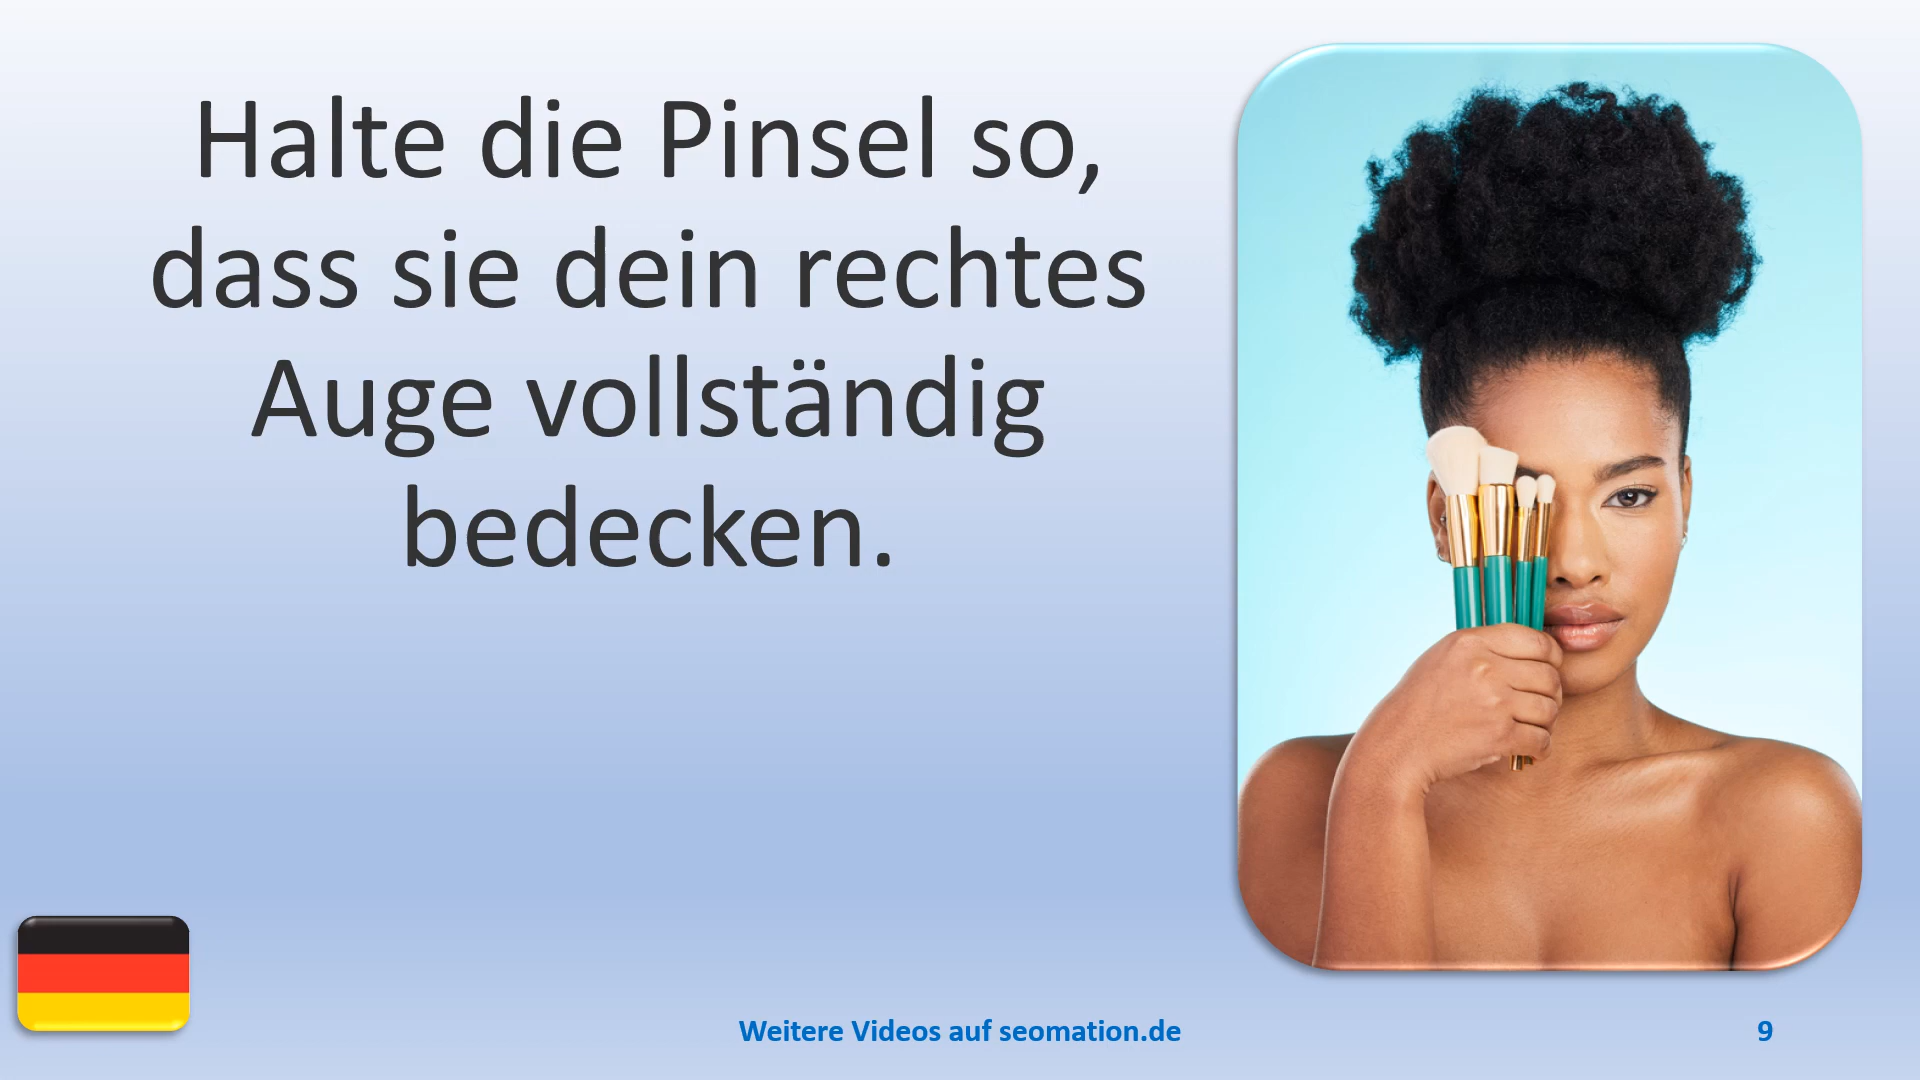 Halte die Pinsel so,
dass sie dein rechtes
Auge vollständig
bedecken.
Weitere Videos auf seomation.de
9